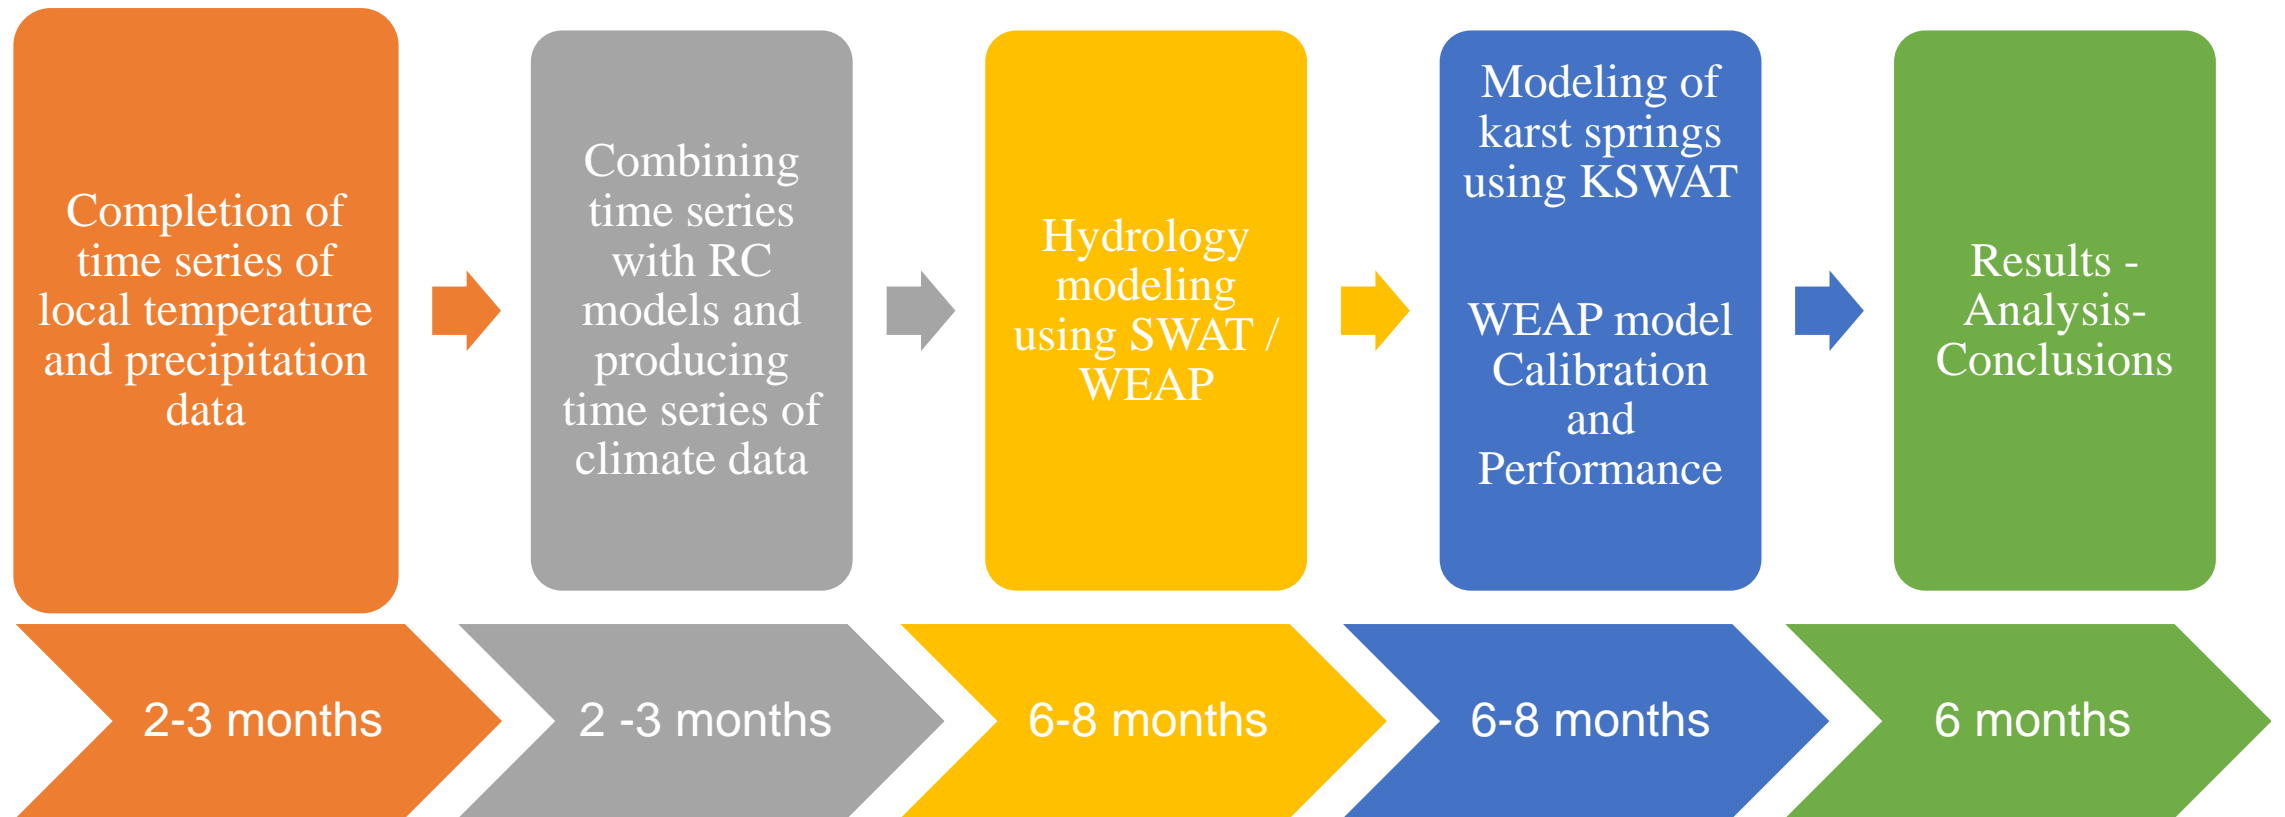 Completion of
time series of
local temperature
and precipitation
data
Combining
time series
with RC
models and
producing
time series of
climate data
Hydrology
modeling
using SWAT /
WEAP
Modeling of
karst springs
using KSWAT
WEAP model
Calibration
and
Performance
Results -
Analysis-
Conclusions
2-3 months
2 -3 months
6-8 months
6-8 months
6 months